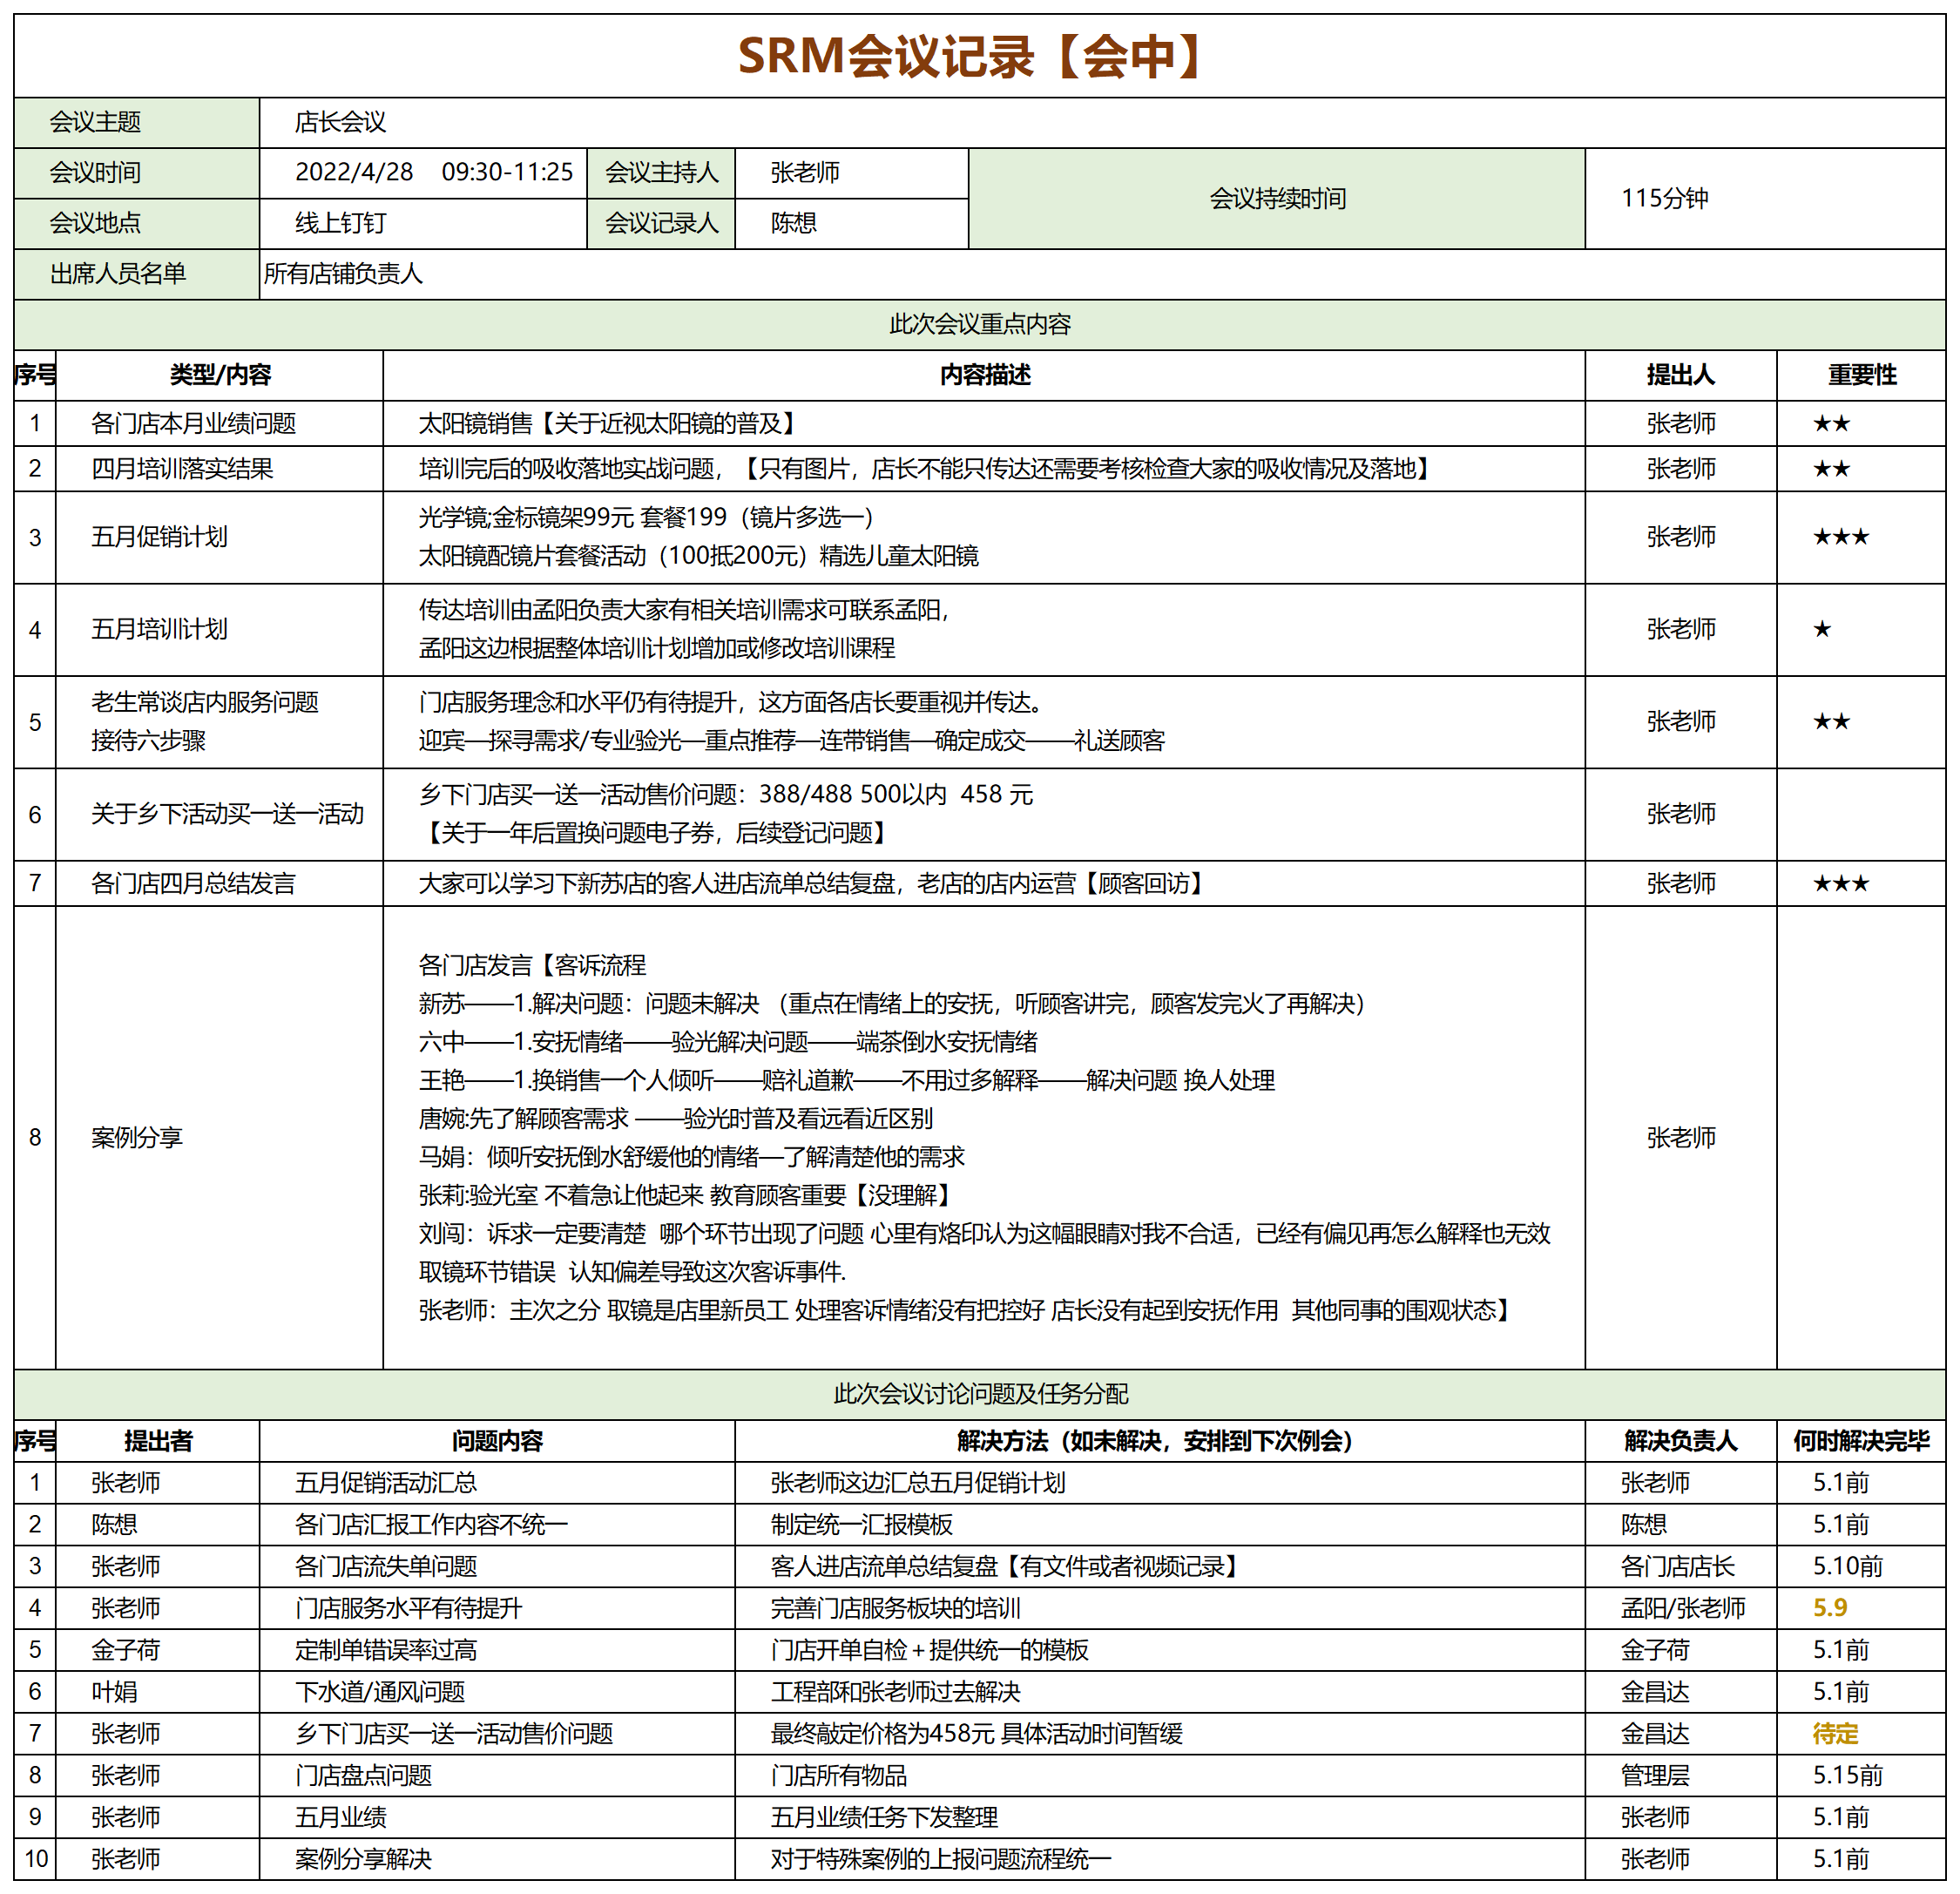 SRM会议记录【会中】
会议主题 店长会议
会议时间 2022/4/28 09:30-11:25 会议主持人 张老师 会议持续时间 115分钟
会议地点 线上钉钉 会议记录人 陈想
出席人员名单 所有店铺负责人
此次会议重点内容
序号 类型/内容 内容描述 提出人 重要性
1 各门店本月业绩问题 太阳镜销售【关于近视太阳镜的普及】 张老师 ★★
2 四月培训落实结果 培训完后的吸收落地实战问题，【只有图片，店长不能只传达还需要考核检查大家的吸收情况及落地】 张老师 ★★
3 五月促销计划 光学镜;金标镜架99元 套餐199（镜片多选一） 张老师 ★★★
太阳镜配镜片套餐活动（100抵200元）精选儿童太阳镜
4 五月培训计划 传达培训由孟阳负责大家有相关培训需求可联系孟阳， 张老师 ★
孟阳这边根据整体培训计划增加或修改培训课程
5 老生常谈店内服务问题 门店服务理念和水平仍有待提升，这方面各店长要重视并传达。 张老师 ★★
接待六步骤 迎宾—探寻需求/专业验光—重点推荐—连带销售—确定成交——礼送顾客
6 关于乡下活动买一送一活动 乡下门店买一送一活动售价问题：388/488 500以内 458 元 张老师
【关于一年后置换问题电子券，后续登记问题】
7 各门店四月总结发言 大家可以学习下新苏店的客人进店流单总结复盘，老店的店内运营【顾客回访】 张老师 ★★★
8 案例分享 各门店发言【客诉流程 张老师
新苏——1.解决问题：问题未解决 （重点在情绪上的安抚，听顾客讲完，顾客发完火了再解决）
六中——1.安抚情绪——验光解决问题——端茶倒水安抚情绪
王艳——1.换销售一个人倾听——赔礼道歉——不用过多解释——解决问题 换人处理
唐婉:先了解顾客需求 ——验光时普及看远看近区别
马娟：倾听安抚倒水舒缓他的情绪—了解清楚他的需求
张莉:验光室 不着急让他起来 教育顾客重要【没理解】
刘闯：诉求一定要清楚 哪个环节出现了问题 心里有烙印认为这幅眼睛对我不合适，已经有偏见再怎么解释也无效
取镜环节错误 认知偏差导致这次客诉事件.
张老师：主次之分 取镜是店里新员工 处理客诉情绪没有把控好 店长没有起到安抚作用 其他同事的围观状态】
此次会议讨论问题及任务分配
序号 提出者 问题内容 解决方法（如未解决，安排到下次例会） 解决负责人 何时解决完毕
1 张老师 五月促销活动汇总 张老师这边汇总五月促销计划 张老师 5.1前
2 陈想 各门店汇报工作内容不统一 制定统一汇报模板 陈想 5.1前
3 张老师 各门店流失单问题 客人进店流单总结复盘【有文件或者视频记录】 各门店店长 5.10前
4 张老师 门店服务水平有待提升 完善门店服务板块的培训 孟阳/张老师 5.9
5 金子荷 定制单错误率过高 门店开单自检＋提供统一的模板 金子荷 5.1前
6 叶娟 下水道/通风问题 工程部和张老师过去解决 金昌达 5.1前
7 张老师 乡下门店买一送一活动售价问题 最终敲定价格为458元 具体活动时间暂缓 金昌达 待定
8 张老师 门店盘点问题 门店所有物品 管理层 5.15前
9 张老师 五月业绩 五月业绩任务下发整理 张老师 5.1前
10 张老师 案例分享解决 对于特殊案例的上报问题流程统一 张老师 5.1前